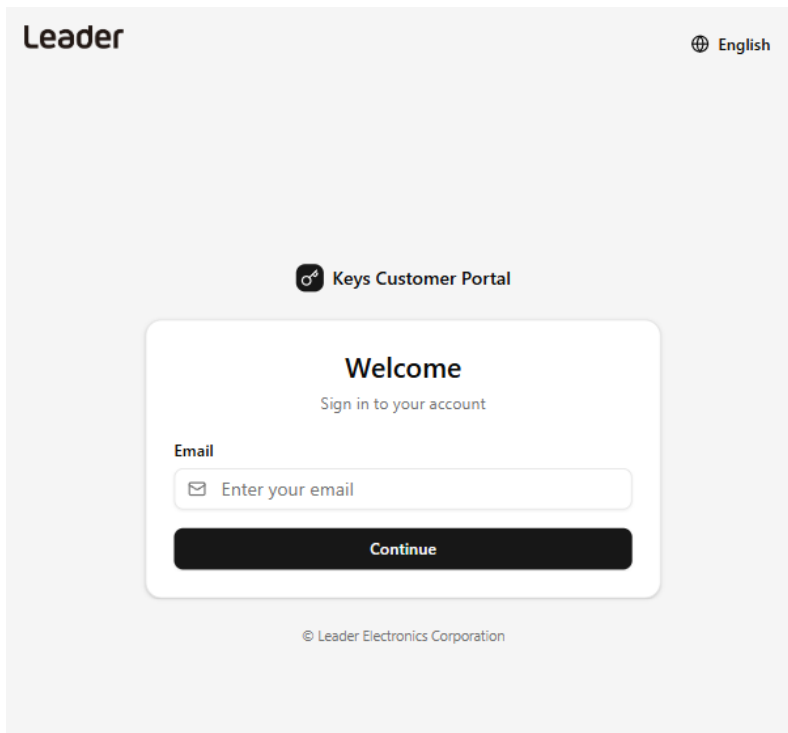 Leader
English
Keys Customer Portal
Welcome
Sign in to your account
Email
Enter your email
Continue
© Leader Electronics Corporation